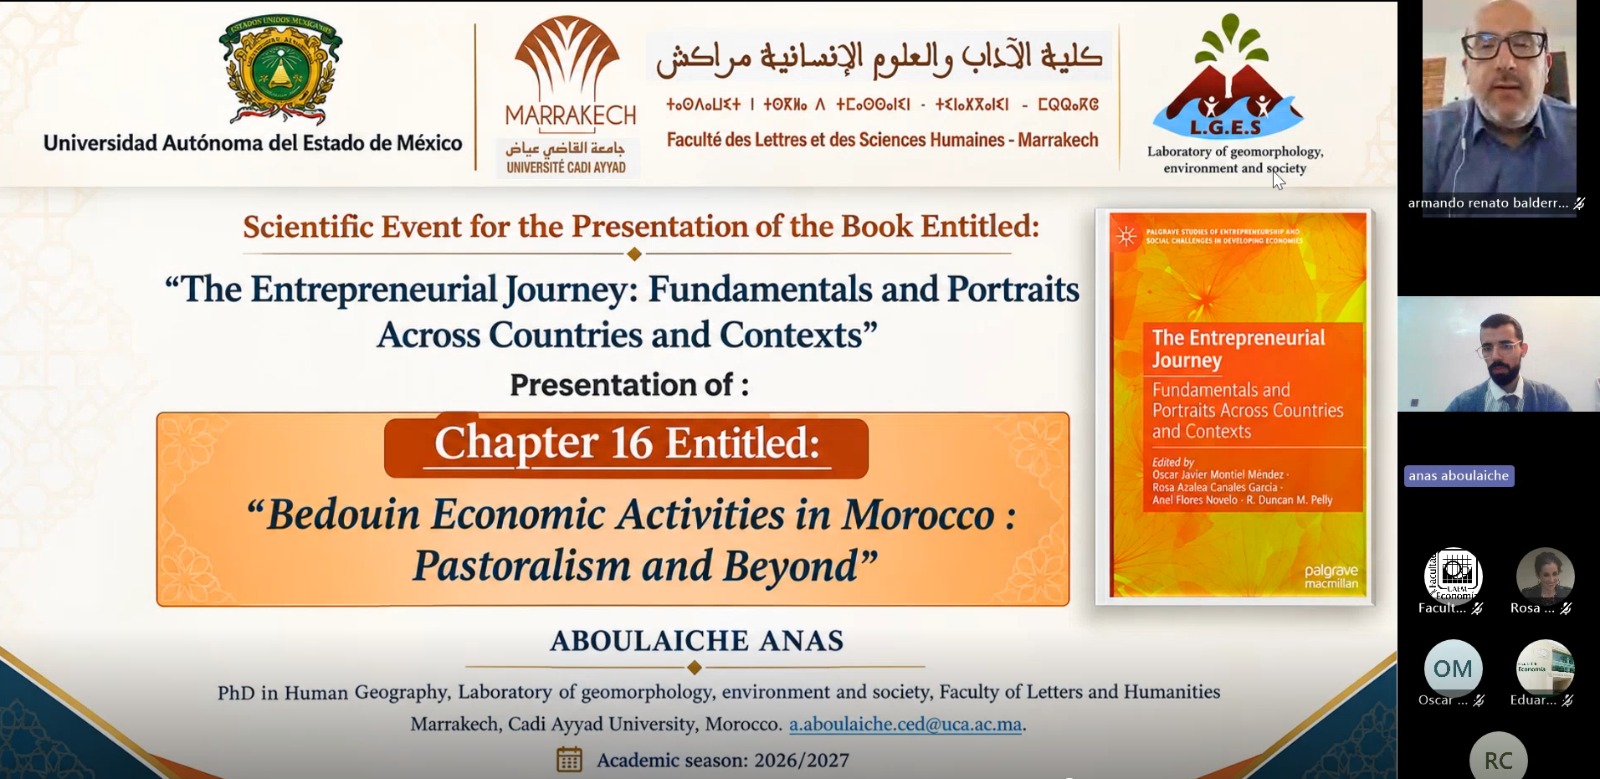 ESTADOS UNIDOS MEXICANOS
Universidad Autónoma del Estado de México
MARRAKECH
جامعة القاضي عياض
UNIVERSITÉ CADI AYYAD
كلية الآداب والعلوم الإنسانية مراكش
Faculté des Lettres et des Sciences Humaines - Marrakech
L.G.E.S
Laboratory of geomorphology,
environment and society
Scientific Event for the Presentation of the Book Entitled:
“The Entrepreneurial Journey: Fundamentals and Portraits
Across Countries and Contexts”
Presentation of :
Chapter 16 Entitled:
“Bedouin Economic Activities in Morocco :
Pastoralism and Beyond”
PALGRAVE STUDIES OF ENTREPRENEURSHIP AND
SOCIAL CHALLENGES IN DEVELOPING ECONOMIES
The Entrepreneurial
Journey
Fundamentals and
Portraits Across Countries
and Contexts
Edited by
Oscar Javier Montiel Méndez ·
Rosa Azalea Canales García ·
Anel Flores Novelo · R. Duncan M. Pelly
palgrave
macmillan
ABOULAICHE ANAS
PhD in Human Geography, Laboratory of geomorphology, environment and society, Faculty of Letters and Humanities
Marrakech, Cadi Ayyad University, Morocco. a.aboulaiche.ced@uca.ac.ma.
Academic season: 2026/2027
armando renato balderr...
anas aboulaiche
Facult...
Rosa ...
OM
Oscar ...
Economía
Eduar...
RC